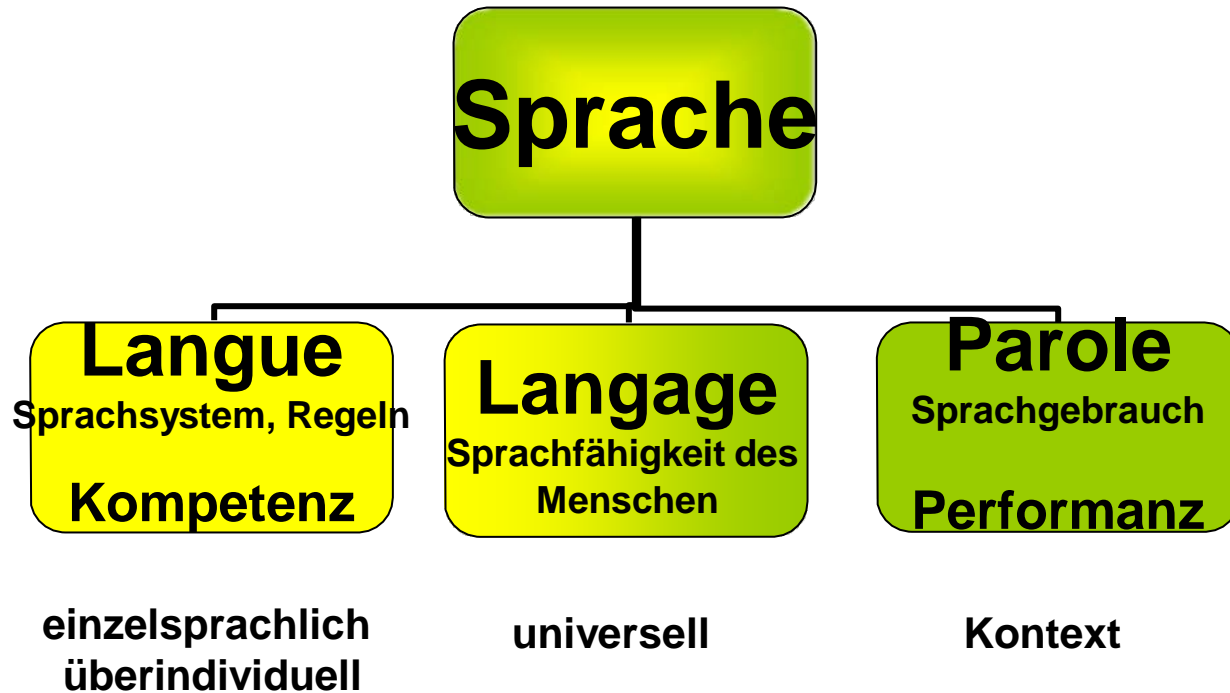 Sprache
Langue
Sprachsystem, Regeln
Kompetenz
einzelsprachlich
überindividuell
Langage
Sprachfähigkeit des
Menschen
universell
Parole
Sprachgebrauch
Performanz
Kontext